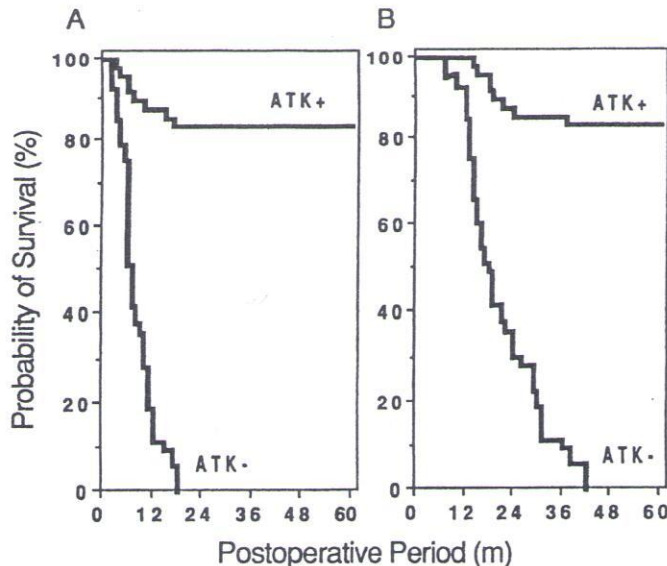 A
B
Probability of Survival (%)
100
80
60
40
20
0
ATK+
ATK-
0 12 24 36 48 60
100
80
60
40
20
0
ATK+
ATK-
0 12 24 36 48 60
Postoperative Period (m)